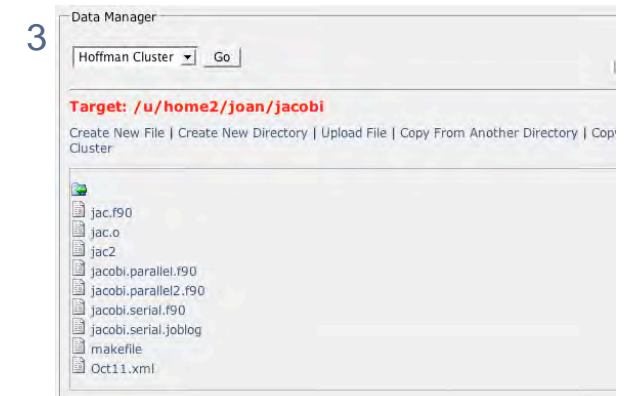 3
Data Manager
Hoffman Cluster Go
Target: /u/home2/joan/jacobi
Create New File | Create New Directory | Upload File | Copy From Another Directory |
Cluster
jac.f90
jac.o
jac2
jacobi.parallel.f90
jacobi.parallel2.f90
jacobi.serial.f90
jacobi.serial.joblog
makefile
Oct11.xml